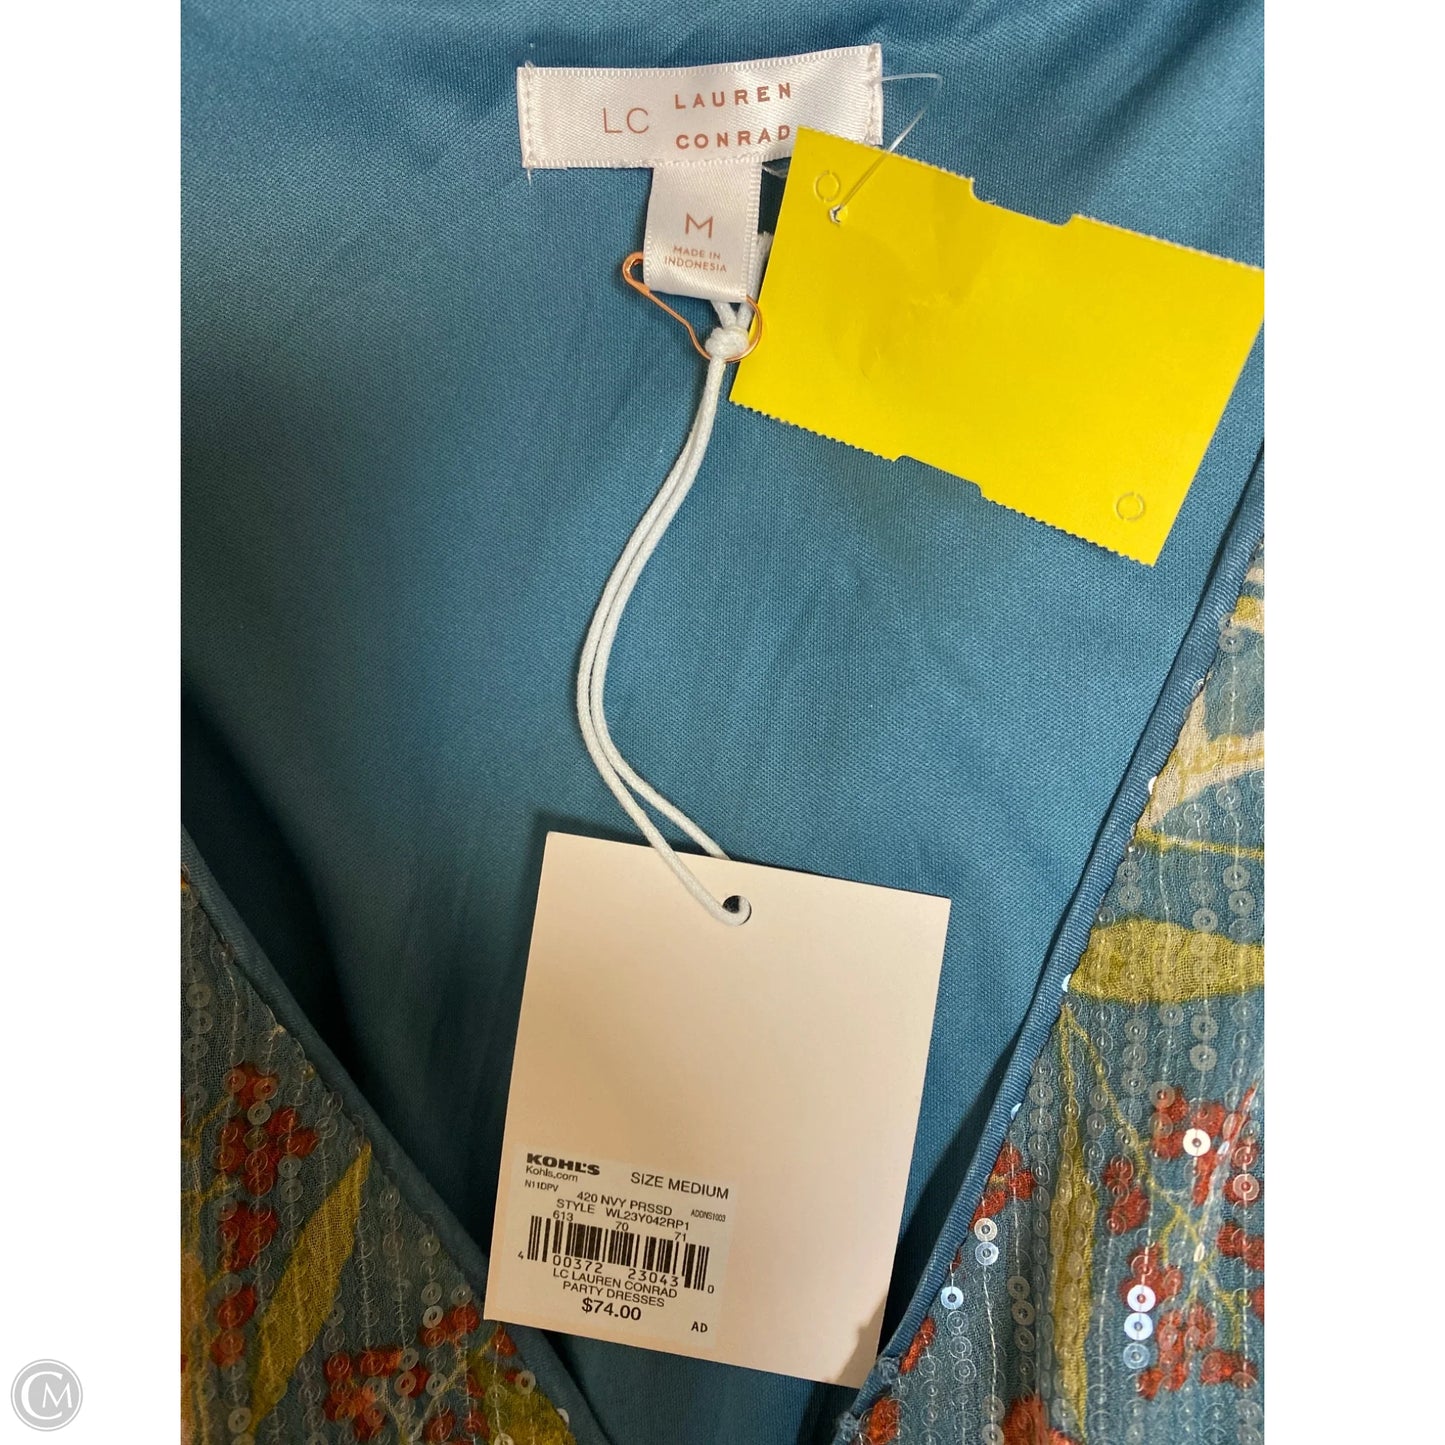 LC LAUREN
CONRAD
M
MADE IN
INDONESIA
KOHL'S
Kohls.com
SIZE MEDIUM
N11DPV
420 NVY PRSSD
ADDNS1003
STYLE WL23Y042RP1
613 70 71
4 00372 23043 0
LC LAUREN CONRAD
PARTY DRESSES
$74.00
AD
CM